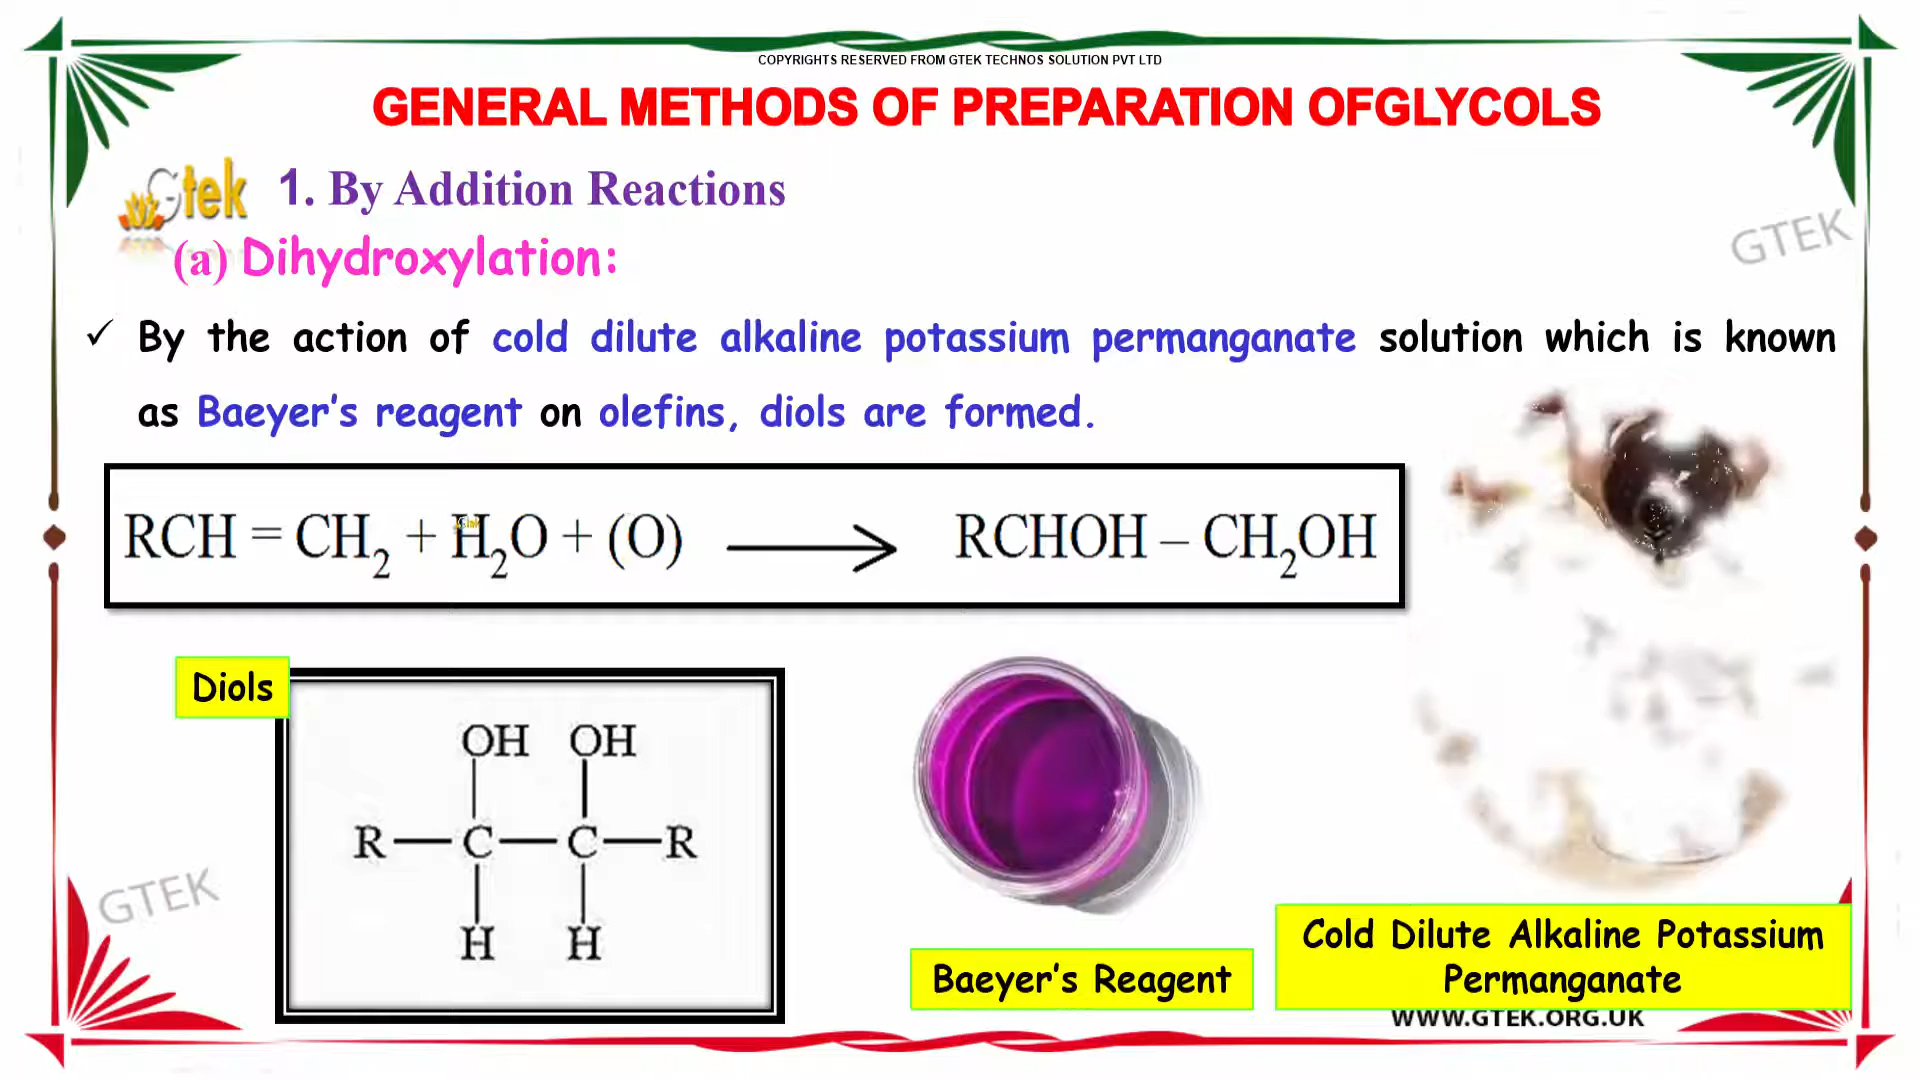 COPYRIGHTS RESERVED FROM GTEK TECHNOS SOLUTION PVT LTD
GENERAL METHODS OF PREPARATION OFGLYCOLS
Gtek
1. By Addition Reactions
GTEK
(a) Dihydroxylation:
✓ By the action of cold dilute alkaline potassium permanganate solution which is known
as Baeyer's reagent on olefins, diols are formed.
RCH = CH₂ + H₂O + (O) ⟶ RCHOH – CH₂OH
Diols
OH OH
R—C—C—R
H H
GTEK
Baeyer's Reagent
Cold Dilute Alkaline Potassium
Permanganate
WWW.GTEK.ORG.UK